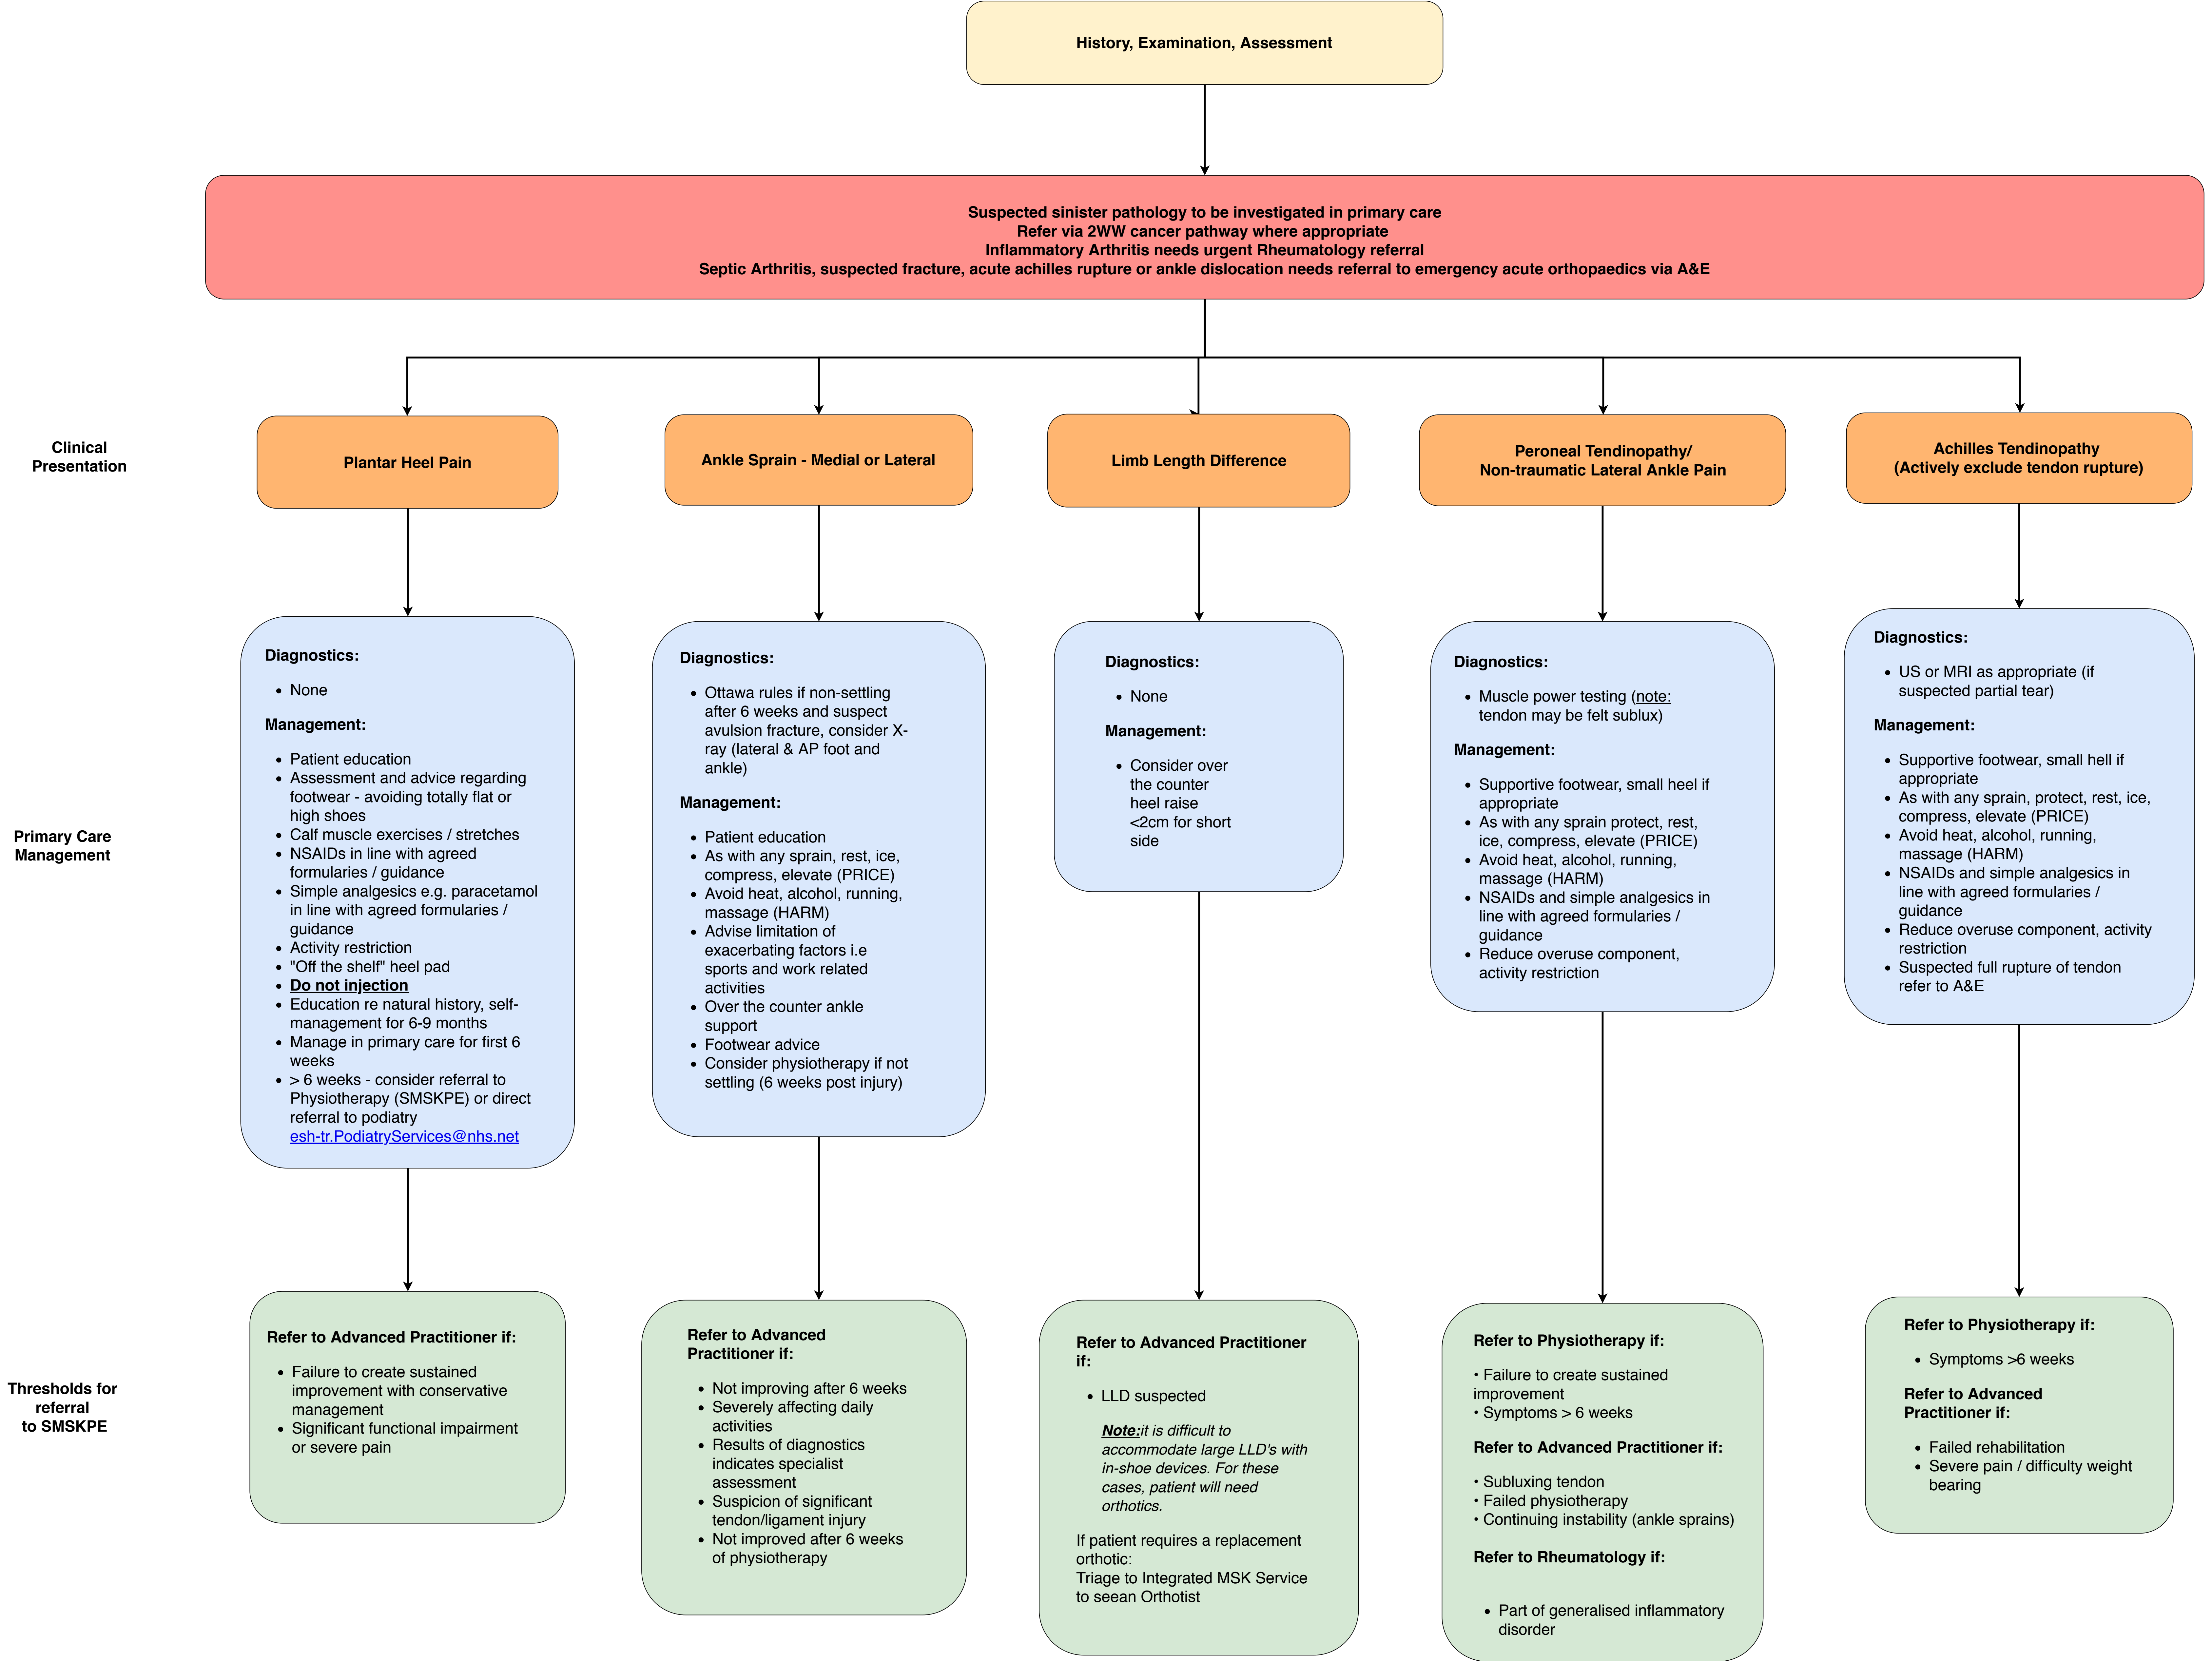 History, Examination, Assessment
Suspected sinister pathology to be investigated in primary care
Refer via 2WW cancer pathway where appropriate
Inflammatory Arthritis needs urgent Rheumatology referral
Septic Arthritis, suspected fracture, acute achilles rupture or ankle dislocation needs referral to emergency acute orthopaedics via A&E
Clinical
Presentation
Plantar Heel Pain
Ankle Sprain - Medial or Lateral
Limb Length Difference
Peroneal Tendinopathy/
Non-traumatic Lateral Ankle Pain
Achilles Tendinopathy
(Actively exclude tendon rupture)
Primary Care
Management
Diagnostics:
• None
Management:
• Patient education
• Assessment and advice regarding
footwear - avoiding totally flat or
high shoes
• Calf muscle exercises / stretches
• NSAIDs in line with agreed
formularies / guidance
• Simple analgesics e.g. paracetamol
in line with agreed formularies /
guidance
• Activity restriction
• "Off the shelf" heel pad
• Do not injection
• Education re natural history, self-
management for 6-9 months
• Manage in primary care for first 6
weeks
• > 6 weeks - consider referral to
Physiotherapy (SMSKPE) or direct
referral to podiatry
esh-tr.PodiatryServices@nhs.net
Diagnostics:
• Ottawa rules if non-settling
after 6 weeks and suspect
avulsion fracture, consider X-
ray (lateral & AP foot and
ankle)
Management:
• Patient education
• As with any sprain, rest, ice,
compress, elevate (PRICE)
• Avoid heat, alcohol, running,
massage (HARM)
• Advise limitation of
exacerbating factors i.e
sports and work related
activities
• Over the counter ankle
support
• Footwear advice
• Consider physiotherapy if not
settling (6 weeks post injury)
Diagnostics:
• None
Management:
• Consider over
the counter
heel raise
<2cm for short
side
Diagnostics:
• Muscle power testing (note:
tendon may be felt sublux)
Management:
• Supportive footwear, small heel if
appropriate
• As with any sprain protect, rest,
ice, compress, elevate (PRICE)
• Avoid heat, alcohol, running,
massage (HARM)
• NSAIDs and simple analgesics in
line with agreed formularies /
guidance
• Reduce overuse component,
activity restriction
Diagnostics:
• US or MRI as appropriate (if
suspected partial tear)
Management:
• Supportive footwear, small hell if
appropriate
• As with any sprain, protect, rest, ice,
compress, elevate (PRICE)
• Avoid heat, alcohol, running,
massage (HARM)
• NSAIDs and simple analgesics in
line with agreed formularies /
guidance
• Reduce overuse component, activity
restriction
• Suspected full rupture of tendon
refer to A&E
Thresholds for
referral
to SMSKPE
Refer to Advanced Practitioner if:
• Failure to create sustained
improvement with conservative
management
• Significant functional impairment
or severe pain
Refer to Advanced
Practitioner if:
• Not improving after 6 weeks
• Severely affecting daily
activities
• Results of diagnostics
indicates specialist
assessment
• Suspicion of significant
tendon/ligament injury
• Not improved after 6 weeks
of physiotherapy
Refer to Advanced Practitioner
if:
• LLD suspected
Note:it is difficult to
accommodate large LLD's with
in-shoe devices. For these
cases, patient will need
orthotics.
If patient requires a replacement
orthotic:
Triage to Integrated MSK Service
to seean Orthotist
Refer to Physiotherapy if:
• Failure to create sustained
improvement
• Symptoms > 6 weeks
Refer to Advanced Practitioner if:
• Subluxing tendon
• Failed physiotherapy
• Continuing instability (ankle sprains)
Refer to Rheumatology if:
• Part of generalised inflammatory
disorder
Refer to Physiotherapy if:
• Symptoms >6 weeks
Refer to Advanced
Practitioner if:
• Failed rehabilitation
• Severe pain / difficulty weight
bearing